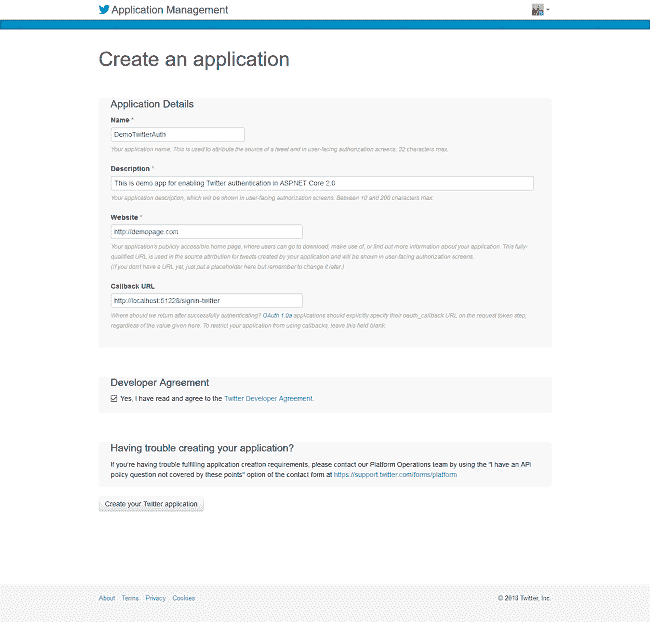 Application Management
Create an application
Application Details
Name *
DemoTwitterAuth
Your application name. This is used to attribute the source of a tweet and in user-facing authorization screens. 32 characters max.
Description *
This is demo app for enabling Twitter authentication in ASP.NET Core 2.0
Your application description, which will be shown in user-facing authorization screens. Between 10 and 200 characters max.
Website *
http://demopage.com
Your application's publicly accessible home page, where users can go to download, make use of, or find out more information about your application. This fully-
qualified URL is used in the source attribution for tweets created by your application and will be shown in user-facing authorization screens.
(If you don't have a URL yet, just put a placeholder here but remember to change it later.)
Callback URL
http://localhost:51228/signin-twitter
Where should we return after successfully authenticating? OAuth 1.0a applications should explicitly specify their oauth_callback URL on the request token step,
regardless of the value given here. To restrict your application from using callbacks, leave this field blank.
Developer Agreement
Yes, I have read and agree to the Twitter Developer Agreement.
Having trouble creating your application?
If you're having trouble fulfilling application creation requirements, please contact our Platform Operations team by using the "I have an API
policy question not covered by these points" option of the contact form at https://support.twitter.com/forms/platform
Create your Twitter application
About Terms Privacy Cookies
© 2018 Twitter, Inc.